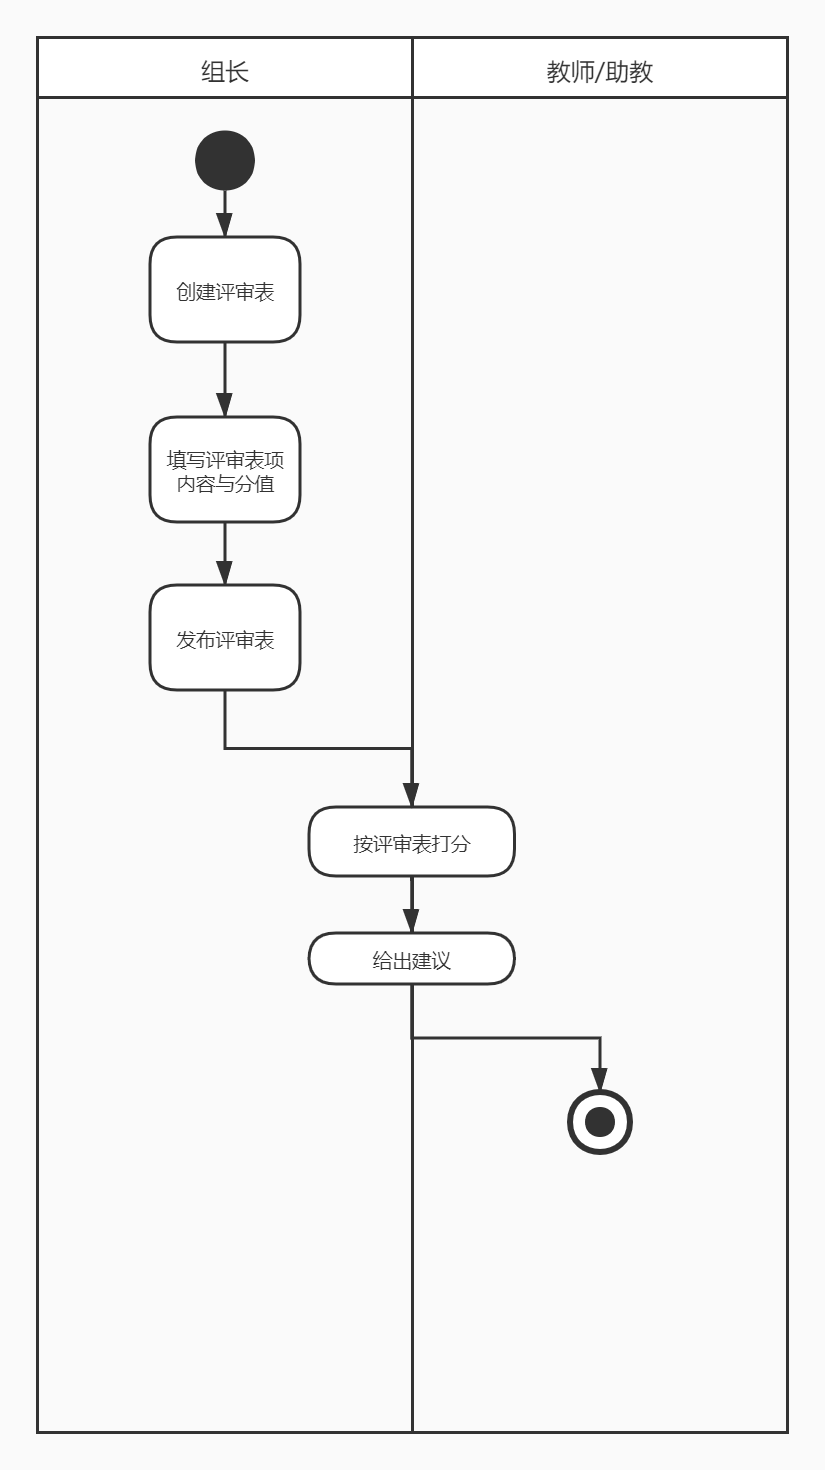 组长
教师/助教
创建评审表
填写评审表项
内容与分值
发布评审表
按评审表打分
给出建议